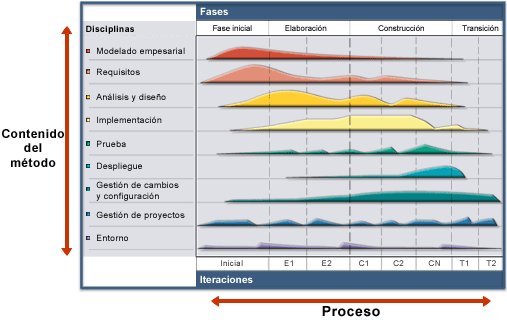 Fases
Disciplinas
Fase inicial
Elaboración
Construcción
Transición
Modelado empresarial
Requisitos
Análisis y diseño
Implementación
Prueba
Despliegue
Gestión de cambios
y configuración
Gestión de proyectos
Entorno
Contenido
del
método
Inicial
E1
E2
C1
C2
CN
T1
T2
Iteraciones
Proceso